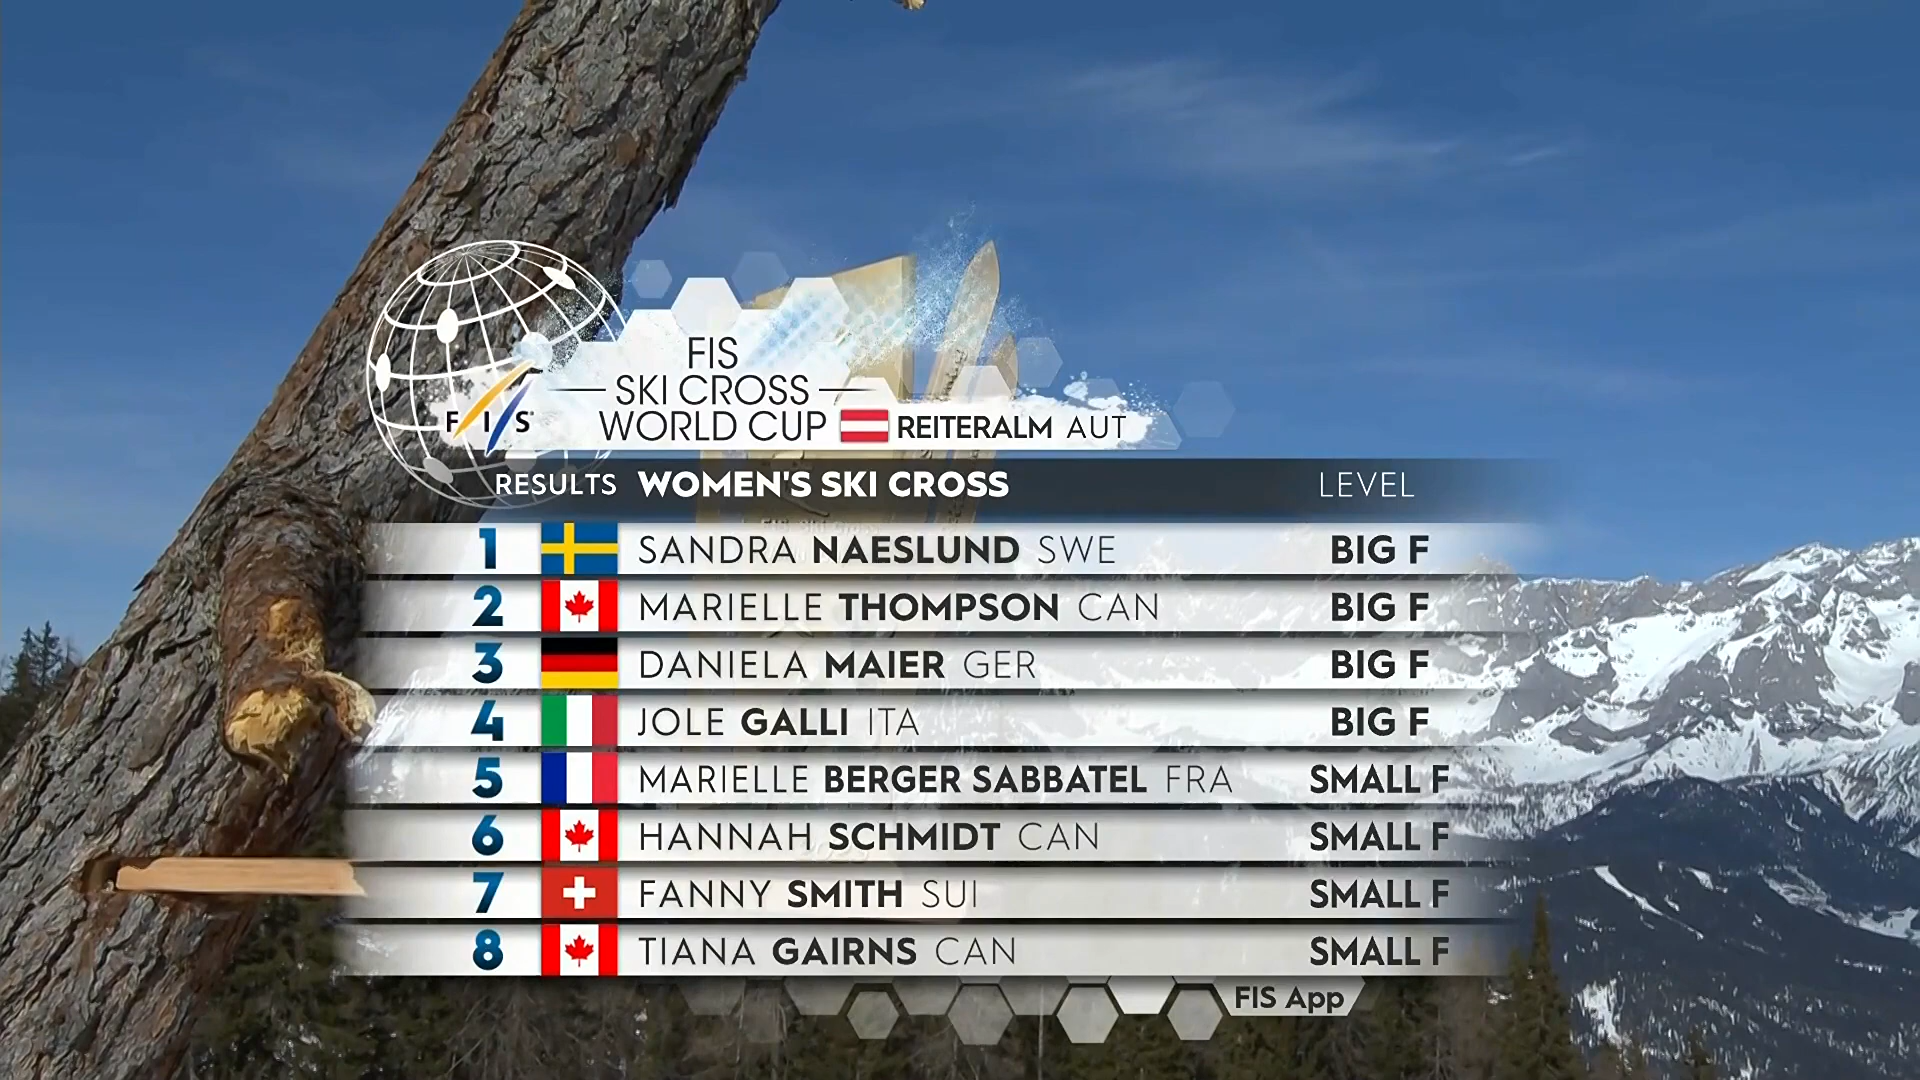 FIS
SKI CROSS
WORLD CUP
REITERALM AUT
FIS
RESULTS WOMEN'S SKI CROSS LEVEL
1 SANDRA NAESLUND SWE BIG F
2 MARIELLE THOMPSON CAN BIG F
3 DANIELA MAIER GER BIG F
4 JOLE GALLI ITA BIG F
5 MARIELLE BERGER SABBATEL FRA SMALL F
6 HANNAH SCHMIDT CAN SMALL F
7 FANNY SMITH SUI SMALL F
8 TIANA GAIRNS CAN SMALL F
FIS App